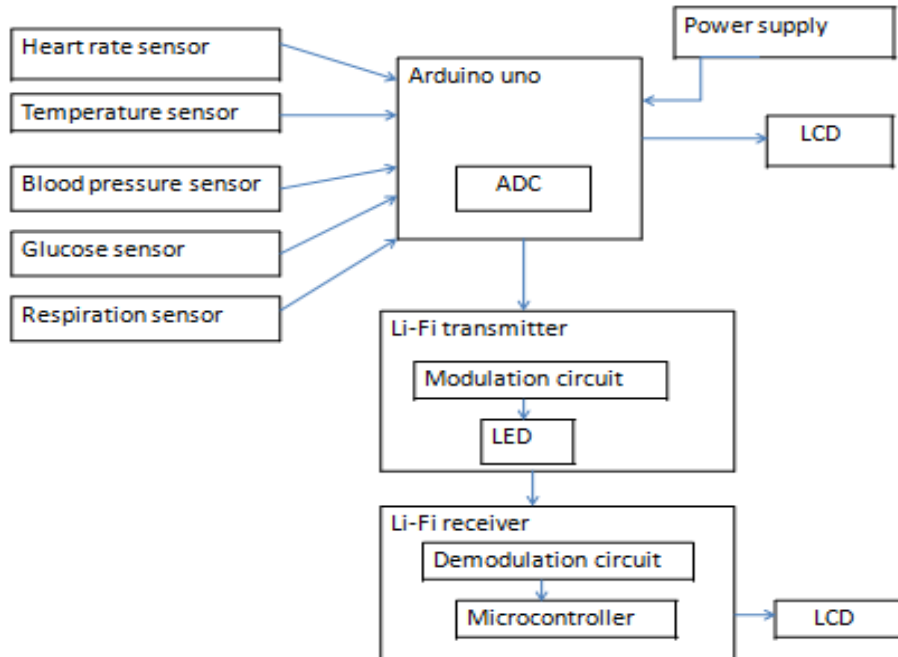 Heart rate sensor
Temperature sensor
Blood pressure sensor
Glucose sensor
Respiration sensor
Arduino uno
ADC
Power supply
LCD
Li-Fi transmitter
Modulation circuit
LED
Li-Fi receiver
Demodulation circuit
Microcontroller
LCD